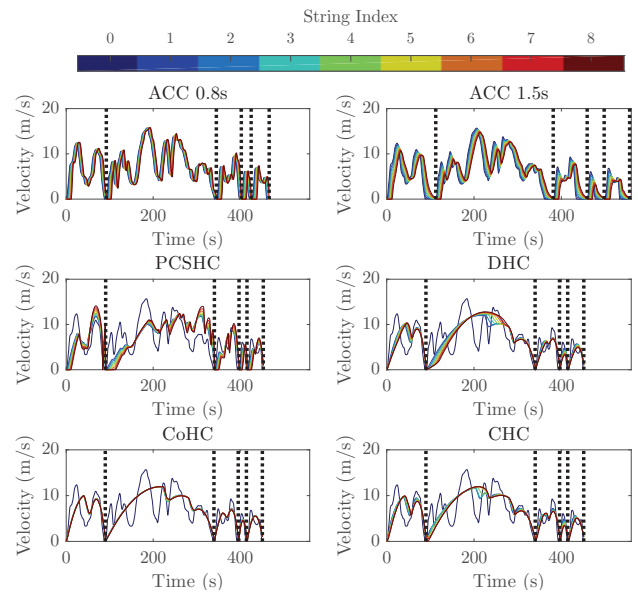 String Index
0 1 2 3 4 5 6 7 8
ACC 0.8s
20
10
0
Velocity (m/s)
0 200 400
Time (s)
ACC 1.5s
20
10
0
Velocity (m/s)
0 200 400
Time (s)
PCSHC
20
10
0
Velocity (m/s)
0 200 400
Time (s)
DHC
20
10
0
Velocity (m/s)
0 200 400
Time (s)
CoHC
20
10
0
Velocity (m/s)
0 200 400
Time (s)
CHC
20
10
0
Velocity (m/s)
0 200 400
Time (s)